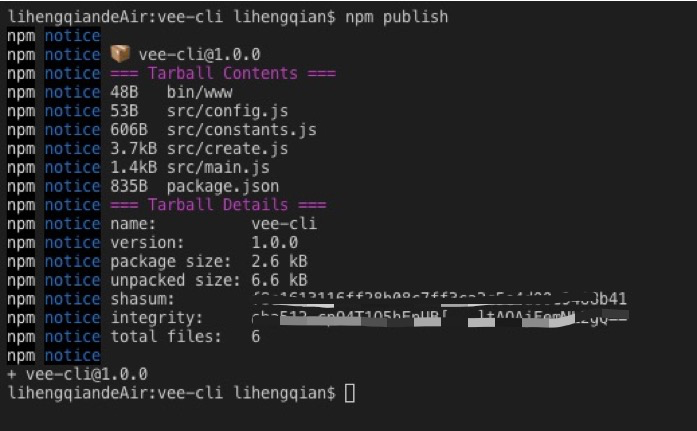 lihengqiandeAir:vee-cli lihengqian$ npm publish
npm notice
npm notice 📦 vee-cli@1.0.0
npm notice === Tarball Contents ===
npm notice 48B bin/www
npm notice 53B src/config.js
npm notice 606B src/constants.js
npm notice 3.7kB src/create.js
npm notice 1.4kB src/main.js
npm notice 835B package.json
npm notice === Tarball Details ===
npm notice name: vee-cli
npm notice version: 1.0.0
npm notice package size: 2.6 kB
npm notice unpacked size: 6.6 kB
npm notice shasum:
npm notice integrity:
npm notice total files: 6
npm notice
+ vee-cli@1.0.0
lihengqiandeAir:vee-cli lihengqian$